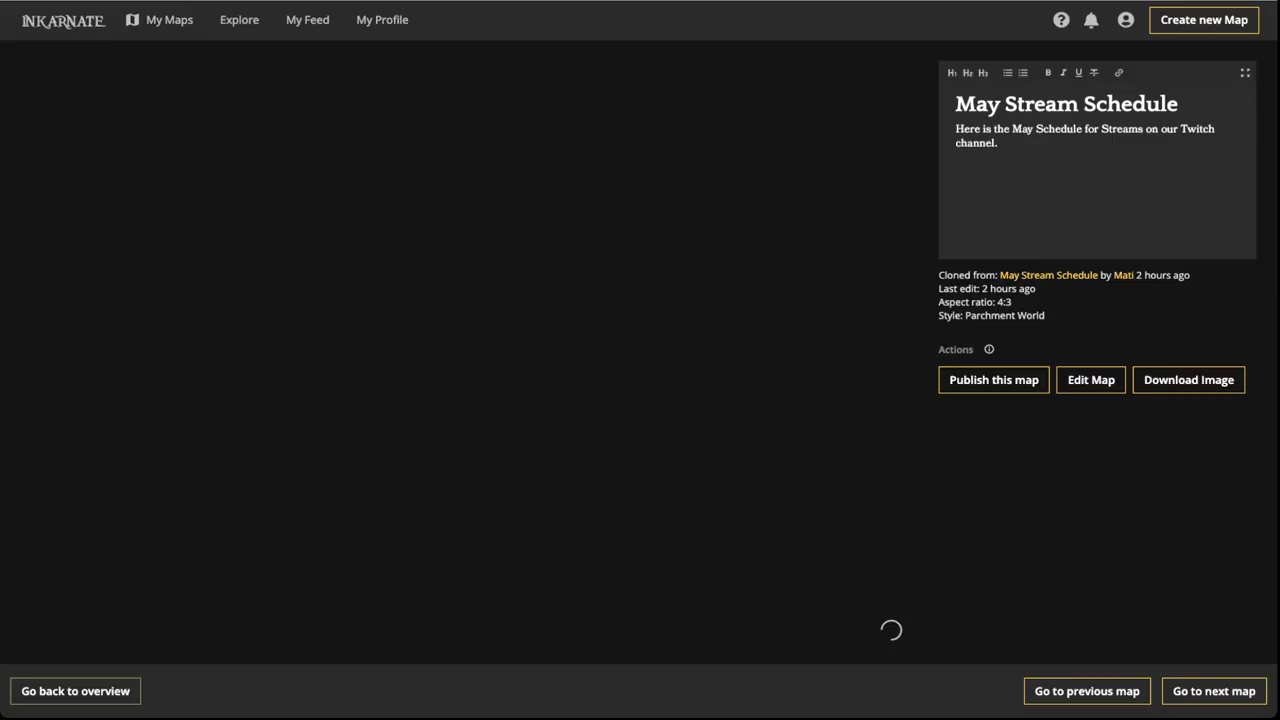 INKARNATE My Maps Explore My Feed My Profile Create new Map
H1 H2 H3 B I U T
May Stream Schedule
Here is the May Schedule for Streams on our Twitch
channel.
Cloned from: May Stream Schedule by Mati 2 hours ago
Last edit: 2 hours ago
Aspect ratio: 4:3
Style: Parchment World
Actions
Publish this map Edit Map Download Image
Go back to overview Go to previous map Go to next map